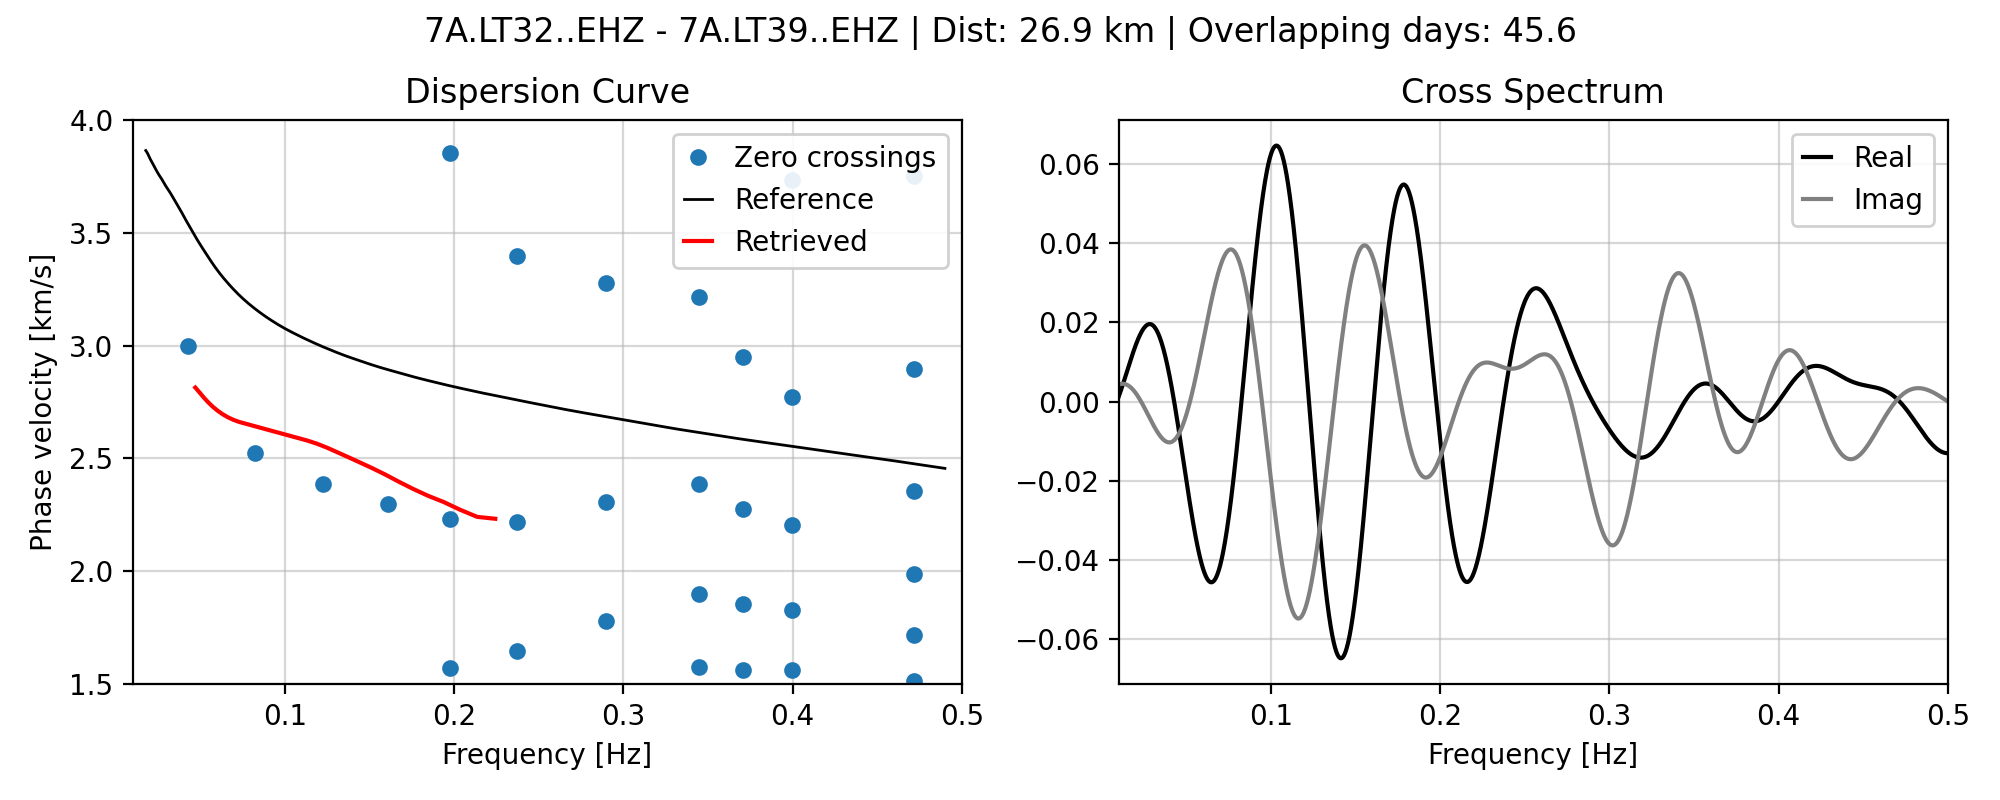 7A.LT32..EHZ - 7A.LT39..EHZ | Dist: 26.9 km | Overlapping days: 45.6
Dispersion Curve
Phase velocity [km/s]
4.0
3.5
3.0
2.5
2.0
1.5
Zero crossings
Reference
Retrieved
0.1 0.2 0.3 0.4 0.5
Frequency [Hz]
Cross Spectrum
0.06
0.04
0.02
0.00
−0.02
−0.04
−0.06
Real
Imag
0.1 0.2 0.3 0.4 0.5
Frequency [Hz]